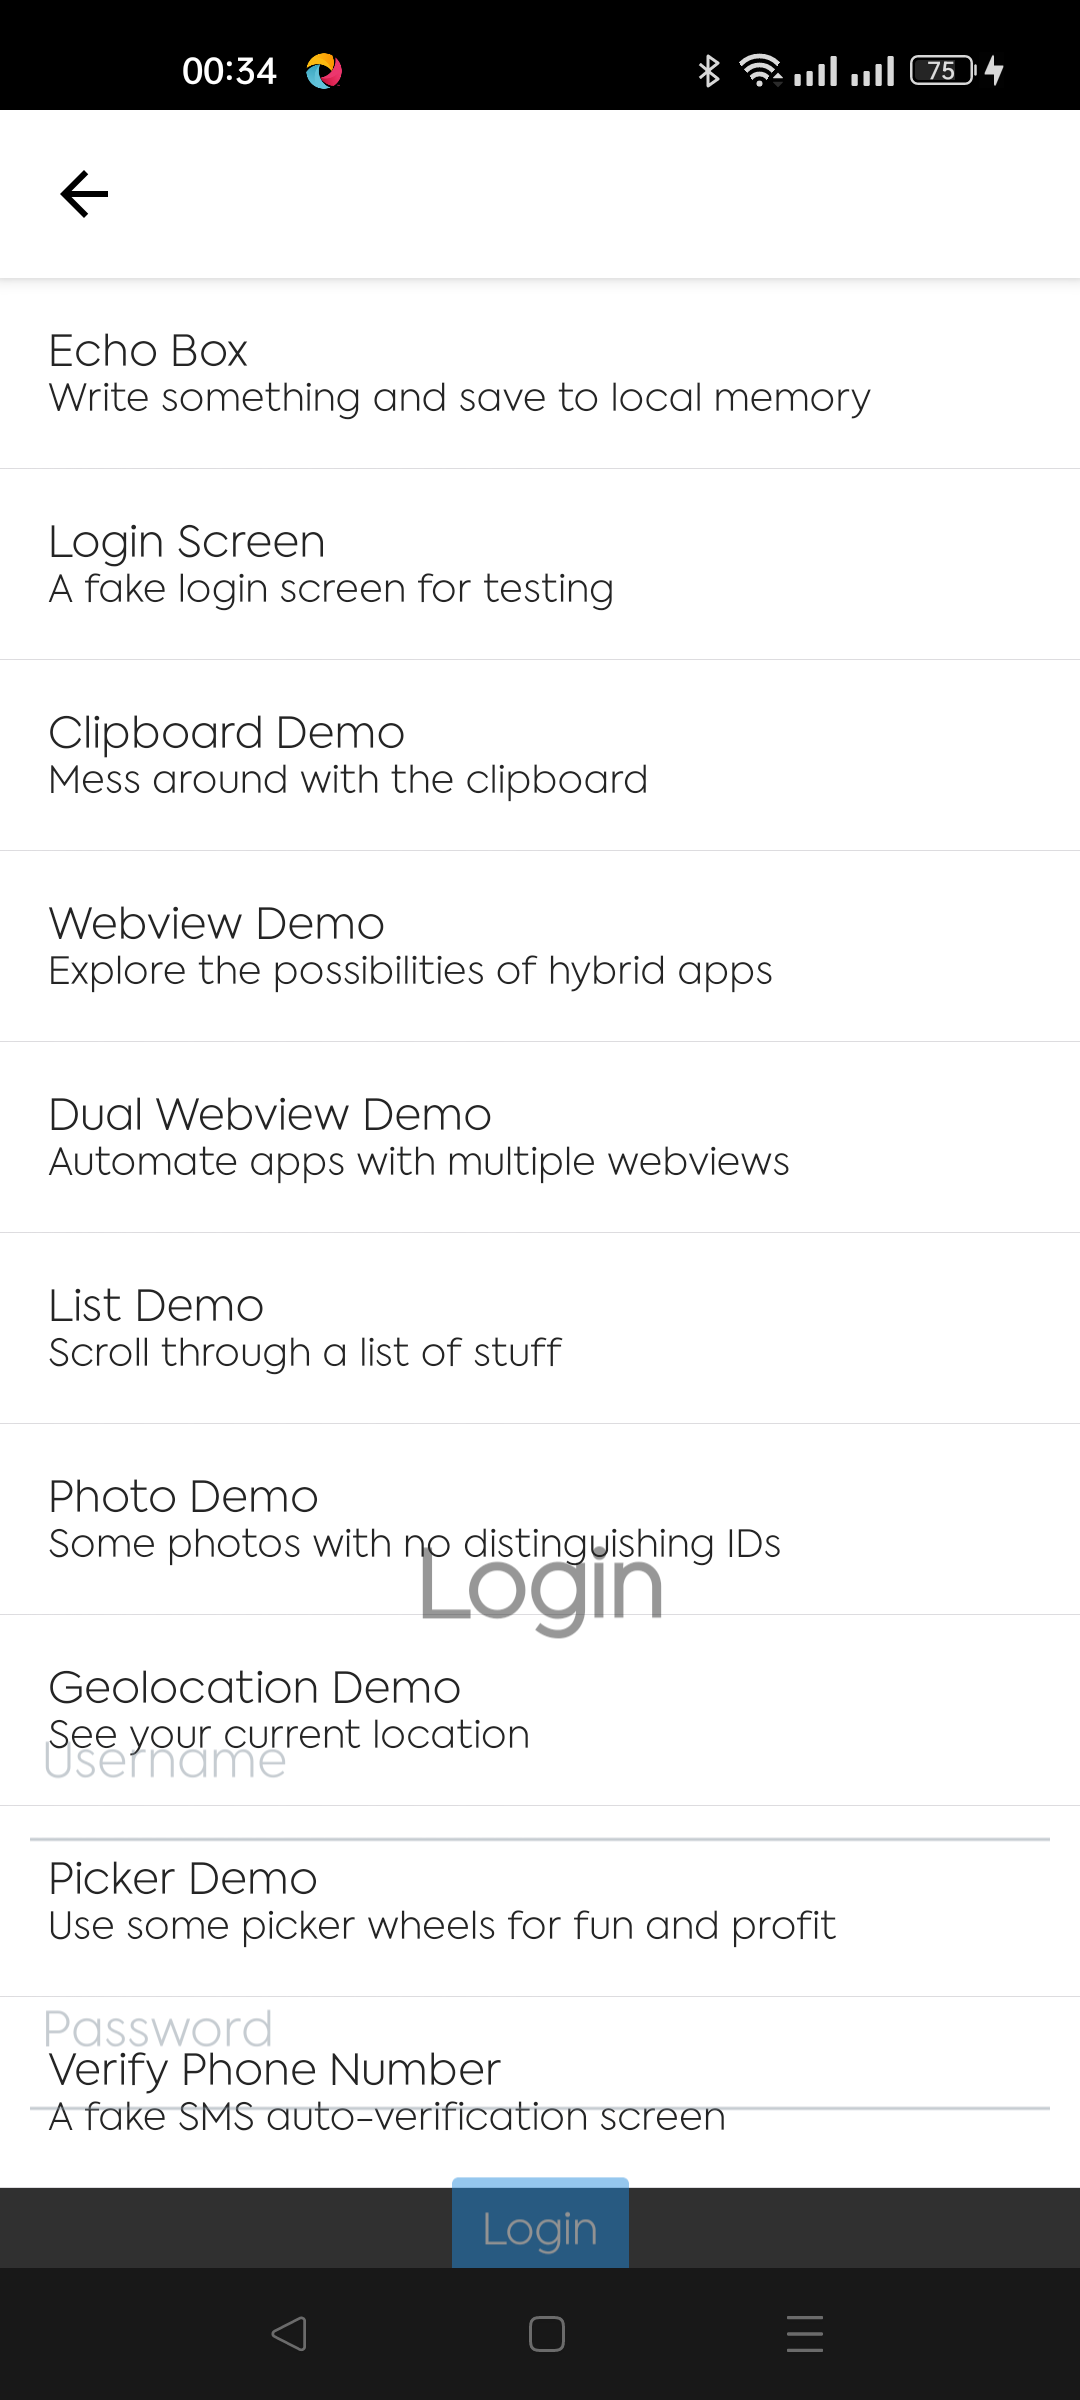 00:34
75
Echo Box
Write something and save to local memory
Login Screen
A fake login screen for testing
Clipboard Demo
Mess around with the clipboard
Webview Demo
Explore the possibilities of hybrid apps
Dual Webview Demo
Automate apps with multiple webviews
List Demo
Scroll through a list of stuff
Photo Demo
Some photos with no distinguishing IDs
Login
Geolocation Demo
See your current location
Username
Picker Demo
Use some picker wheels for fun and profit
Password
Verify Phone Number
A fake SMS auto-verification screen
Login